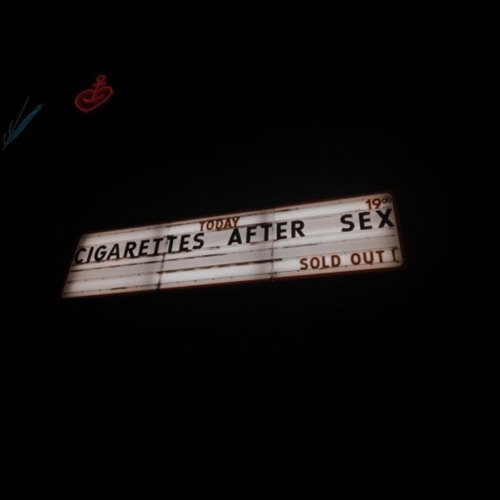 TODAY 19⁰⁰
CIGARETTES AFTER SEX
SOLD OUT !